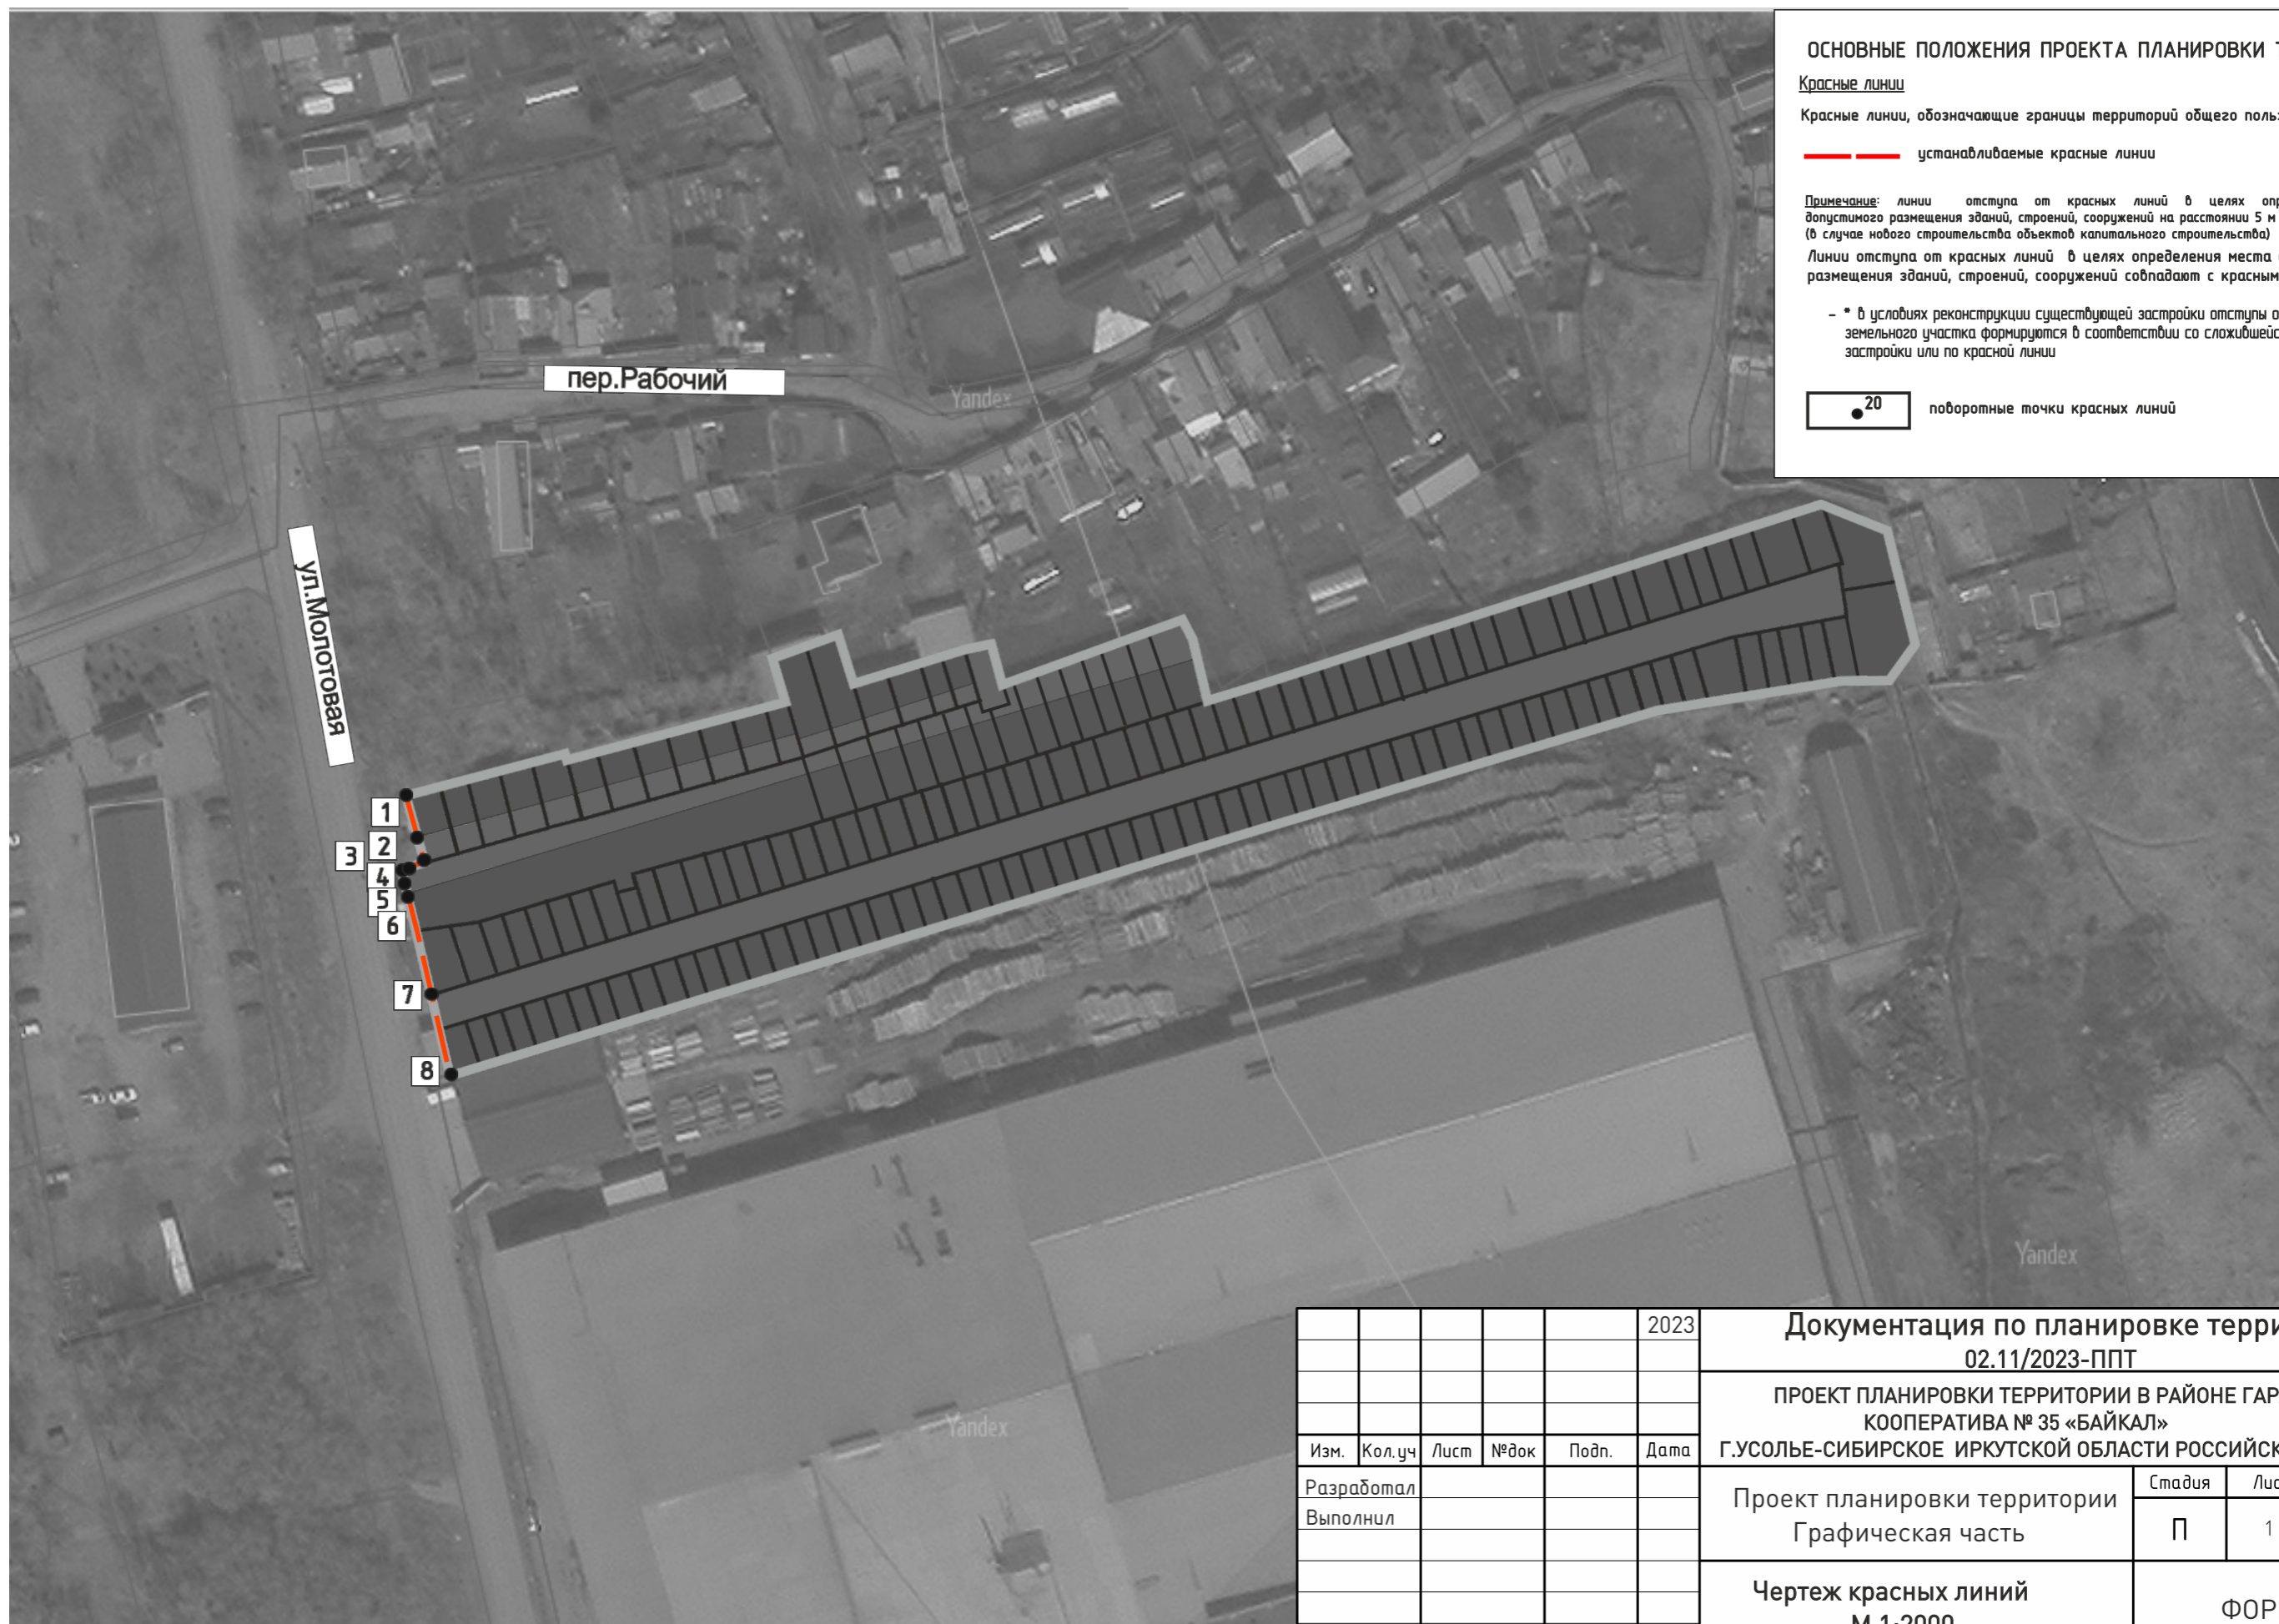 ОСНОВНЫЕ ПОЛОЖЕНИЯ ПРОЕКТА ПЛАНИРОВКИ
Красные линии
Красные линии, обозначающие границы территорий общего
устанавливаемые красные линии
Примечание: линии отступа от красных линий в целях
допустимого размещения зданий, строений, сооружений на расстоянии 5 м
(в случае нового строительства объектов капитального строительства)
Линии отступа от красных линий в целях определения места
размещения зданий, строений, сооружений совпадают с красным
- * в условиях реконструкции существующей застройки отступы
земельного участка формируются в соответствии со
застройки или по красной линии
20
поворотные точки красных линий
пер.Рабочий
Yandex
ул.Молотовая
1
2
3
4
5
6
7
8
Yandex
Yandex
2023
Документация по планировке
02.11/2023-ППТ
ПРОЕКТ ПЛАНИРОВКИ ТЕРРИТОРИИ В РАЙОНЕ ГАР
КООПЕРАТИВА № 35 «БАЙКАЛ»
Изм. Кол.уч Лист №док Подп. Дата
Г.УСОЛЬЕ-СИБИРСКОЕ ИРКУТСКОЙ ОБЛАСТИ
Разработал
Выполнил
Проект планировки территории
Графическая часть
Стадия Лис
П 1
Чертеж красных линий
М 1:2000
ФОР